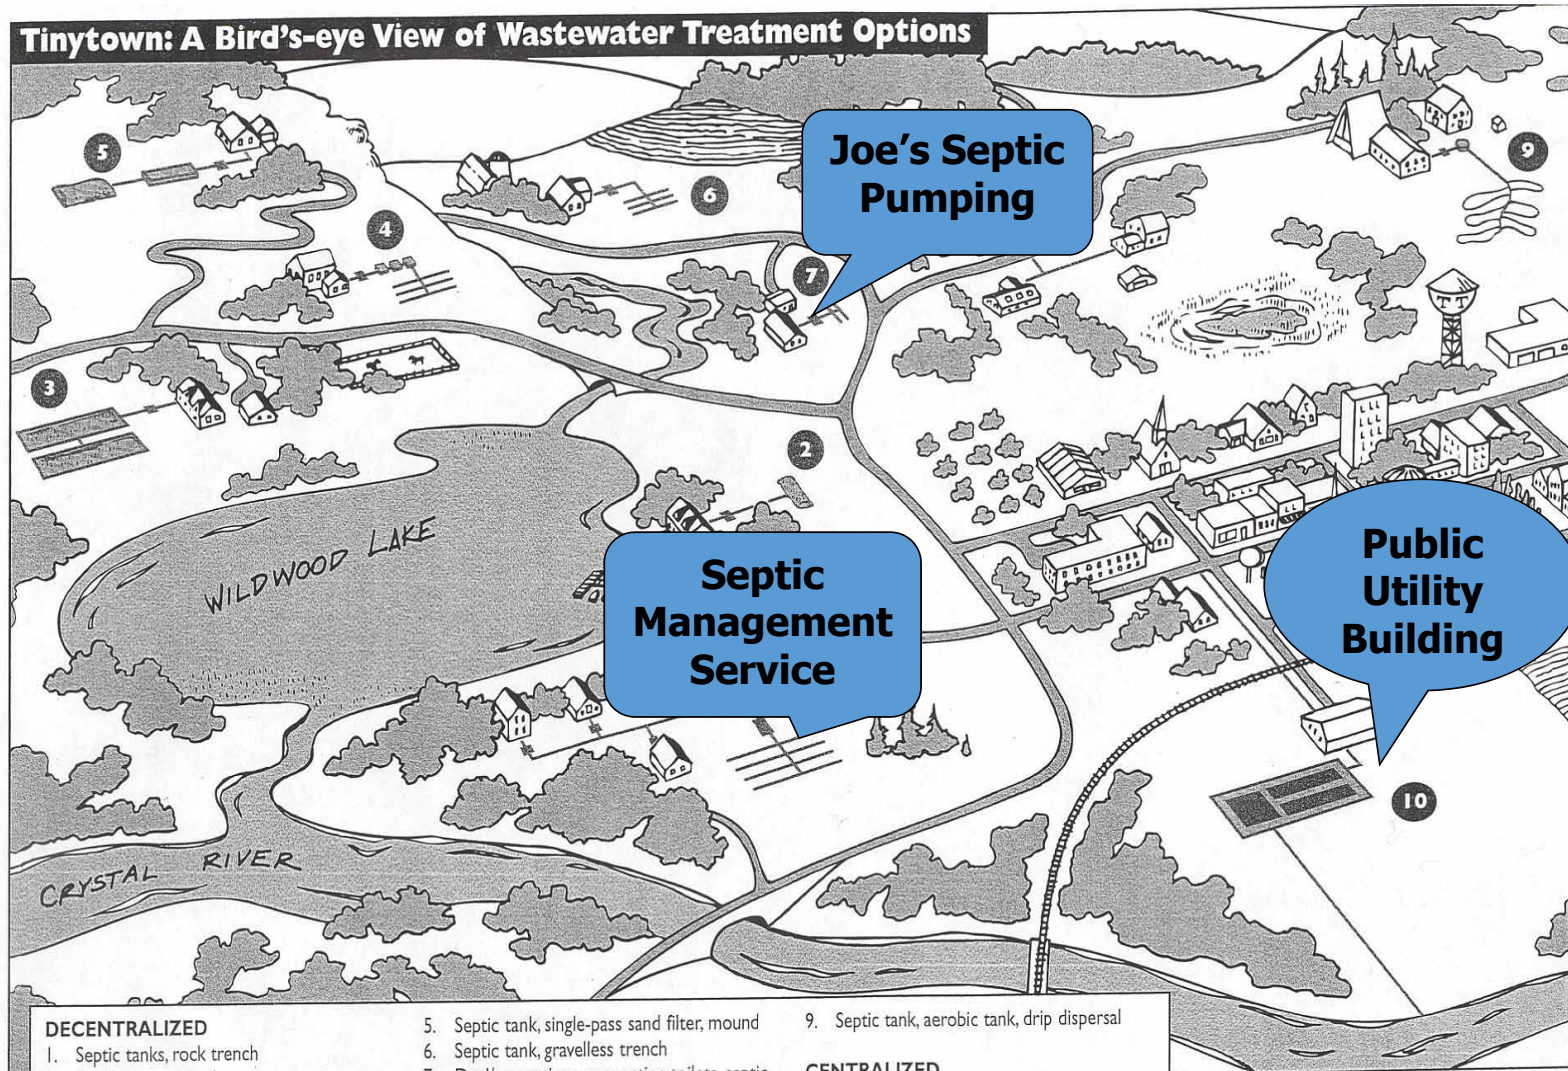 Tinytown: A Bird's-eye View of Wastewater Treatment Options
Joe's Septic
Pumping
5
9
6
4
7
3
2
WILDWOOD LAKE
Septic
Management
Service
Public
Utility
Building
10
CRYSTAL RIVER
DECENTRALIZED
1. Septic tanks, rock trench
5. Septic tank, single-pass sand filter, mound
6. Septic tank, gravelless trench
9. Septic tank, aerobic tank, drip dispersal
CENTRALIZED